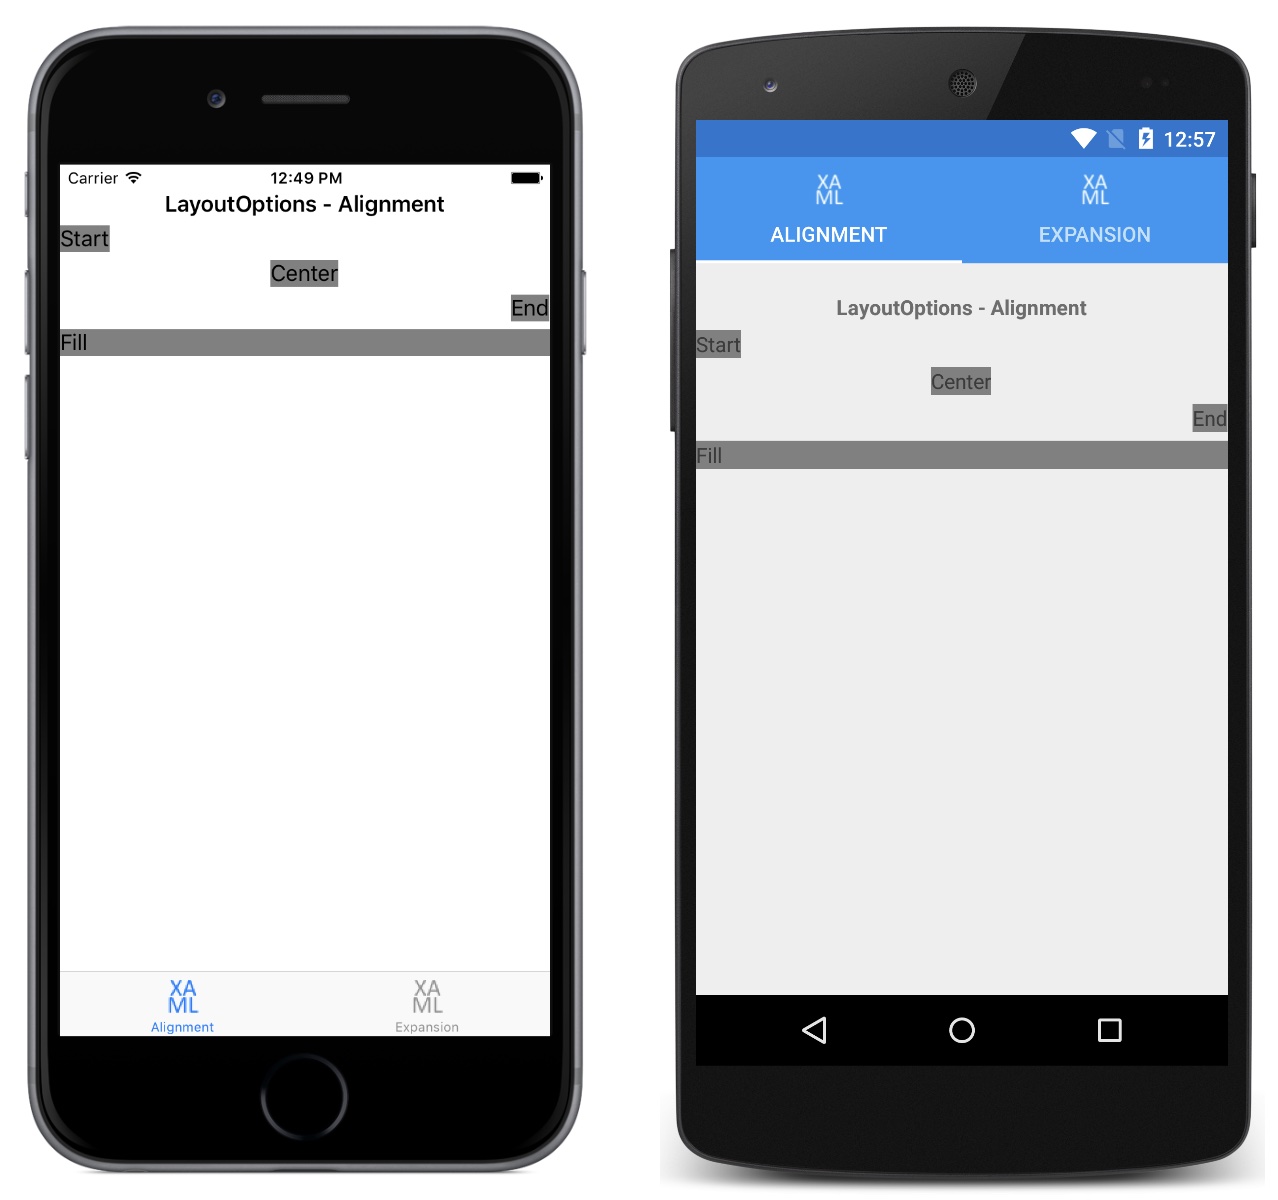 Carrier 12:49 PM
LayoutOptions - Alignment
Start
Center
End
Fill
XA
ML
Alignment
XA
ML
Expansion
12:57
XA
ML
ALIGNMENT
XA
ML
EXPANSION
LayoutOptions - Alignment
Start
Center
End
Fill